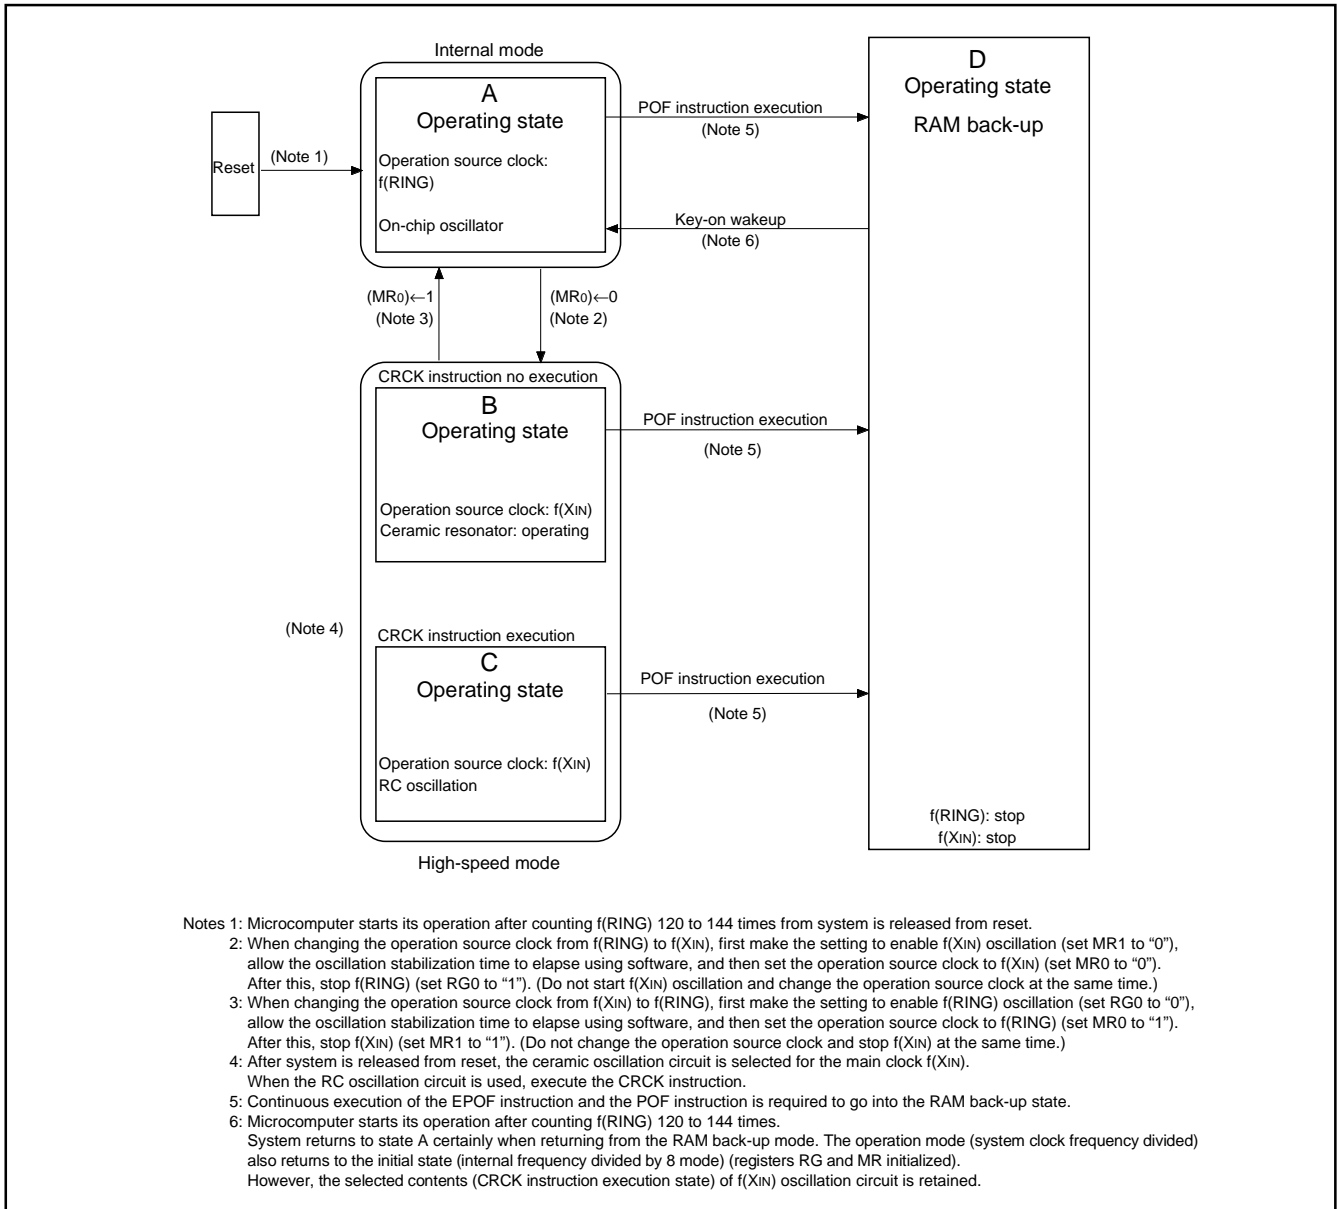 Internal mode
A
Operating state
Operation source clock:
f(RING)
On-chip oscillator
D
Operating state
RAM back-up
POF instruction execution
(Note 5)
Reset
(Note 1)
Key-on wakeup
(Note 6)
(MR0)←1
(Note 3)
(MR0)←0
(Note 2)
CRCK instruction no execution
B
Operating state
POF instruction execution
(Note 5)
Operation source clock: f(XIN)
Ceramic resonator: operating
(Note 4)
CRCK instruction execution
C
Operating state
POF instruction execution
(Note 5)
Operation source clock: f(XIN)
RC oscillation
f(RING): stop
f(XIN): stop
High-speed mode
Notes 1: Microcomputer starts its operation after counting f(RING) 120 to 144 times from system is released from reset.
2: When changing the operation source clock from f(RING) to f(XIN), first make the setting to enable f(XIN) oscillation (set MR1 to “0”),
allow the oscillation stabilization time to elapse using software, and then set the operation source clock to f(XIN) (set MR0 to “0”).
After this, stop f(RING) (set RG0 to “1”). (Do not start f(XIN) oscillation and change the operation source clock at the same time.)
3: When changing the operation source clock from f(XIN) to f(RING), first make the setting to enable f(RING) oscillation (set RG0 to “0”),
allow the oscillation stabilization time to elapse using software, and then set the operation source clock to f(RING) (set MR0 to “1”).
After this, stop f(XIN) (set MR1 to “1”). (Do not change the operation source clock and stop f(XIN) at the same time.)
4: After system is released from reset, the ceramic oscillation circuit is selected for the main clock f(XIN).
When the RC oscillation circuit is used, execute the CRCK instruction.
5: Continuous execution of the EPOF instruction and the POF instruction is required to go into the RAM back-up state.
6: Microcomputer starts its operation after counting f(RING) 120 to 144 times.
System returns to state A certainly when returning from the RAM back-up mode. The operation mode (system clock frequency divided)
also returns to the initial state (internal frequency divided by 8 mode) (registers RG and MR initialized).
However, the selected contents (CRCK instruction execution state) of f(XIN) oscillation circuit is retained.